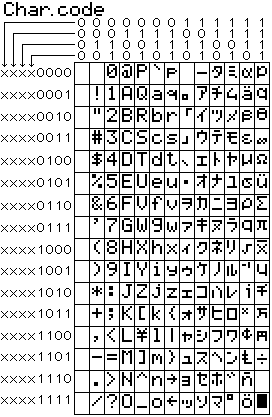 Char.code
0 0 0 0 0 0 0 1 1 1 1 1 1
0 0 0 1 1 1 1 0 0 1 1 1 1
0 1 1 0 0 1 1 1 1 0 0 1 1
0 0 1 0 1 0 1 0 1 0 1 0 1
xxxx0000 0 @ P ` p ー タ ミ α p
xxxx0001 ! 1 A Q a q 。 ア チ ム ä q
xxxx0010 " 2 B R b r 「 イ ツ メ β θ
xxxx0011 # 3 C S c s 」 ウ テ モ ε ∞
xxxx0100 $ 4 D T d t 、 エ ト ヤ μ Ω
xxxx0101 % 5 E U e u ・ オ ナ ユ σ ü
xxxx0110 & 6 F V f v ヲ カ ニ ヨ ρ Σ
xxxx0111 ' 7 G W g w ァ キ ヌ ラ g π
xxxx1000 ( 8 H X h x ィ ク ネ リ √ x̄
xxxx1001 ) 9 I Y i y ゥ ケ ノ ル ⁻¹ y
xxxx1010 * : J Z j z ェ コ ハ レ j 千
xxxx1011 + ; K [ k { ォ サ ヒ ロ ˣ 万
xxxx1100 , < L ¥ l | ャ シ フ ワ ¢ 円
xxxx1101 - = M ] m } ュ ス ヘ ン Ł ÷
xxxx1110 . > N ^ n → ョ セ ホ ゛ ñ
xxxx1111 / ? O _ o ← ッ ソ マ ゜ ö █